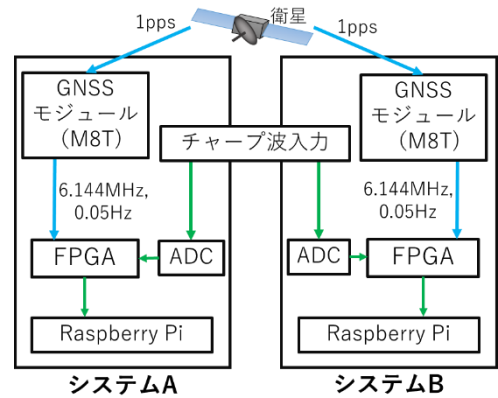 衛星
1pps
1pps
GNSS
モジュール
(M8T)
GNSS
モジュール
(M8T)
チャープ波入力
6.144MHz,
0.05Hz
6.144MHz,
0.05Hz
FPGA
ADC
ADC
FPGA
Raspberry Pi
Raspberry Pi
システムA
システムB